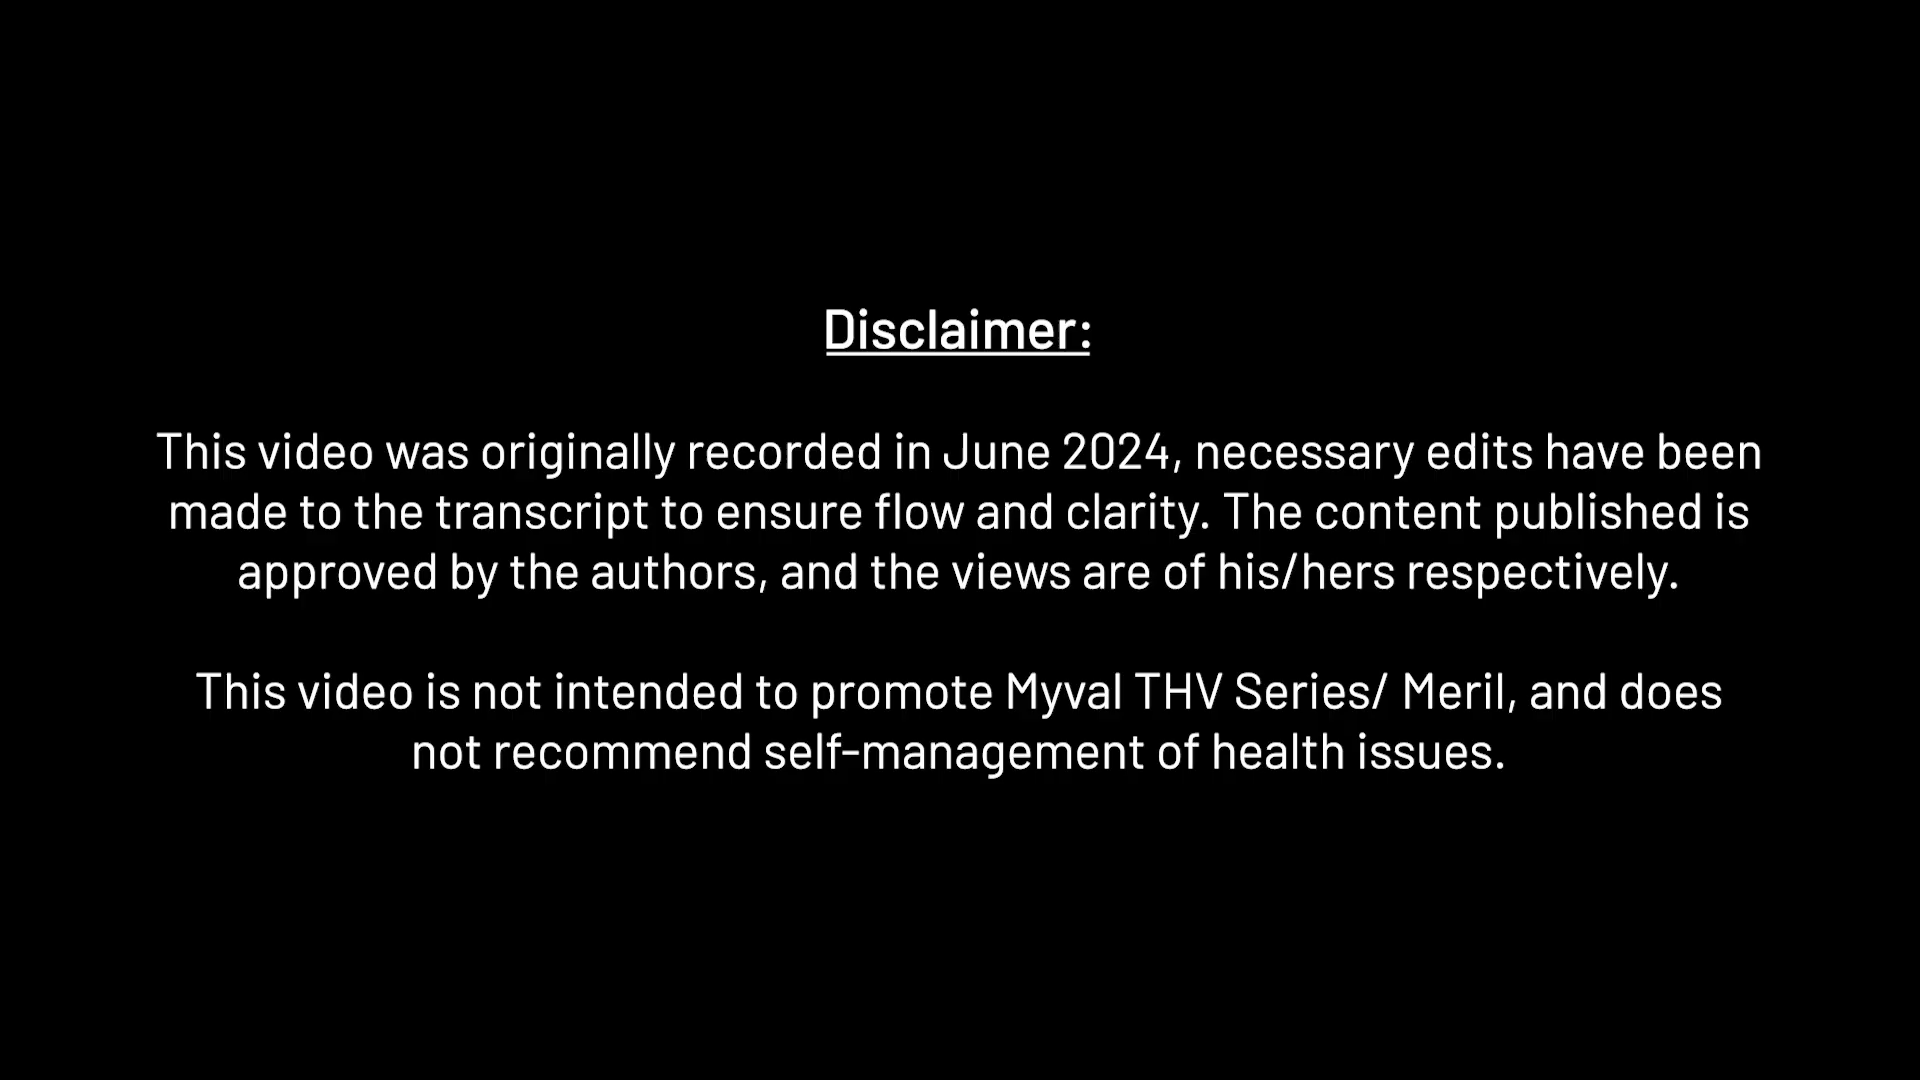 Disclaimer:
This video was originally recorded in June 2024, necessary edits have been
made to the transcript to ensure flow and clarity. The content published is
approved by the authors, and the views are of his/hers respectively.
This video is not intended to promote Myval THV Series/ Meril, and does
not recommend self-management of health issues.